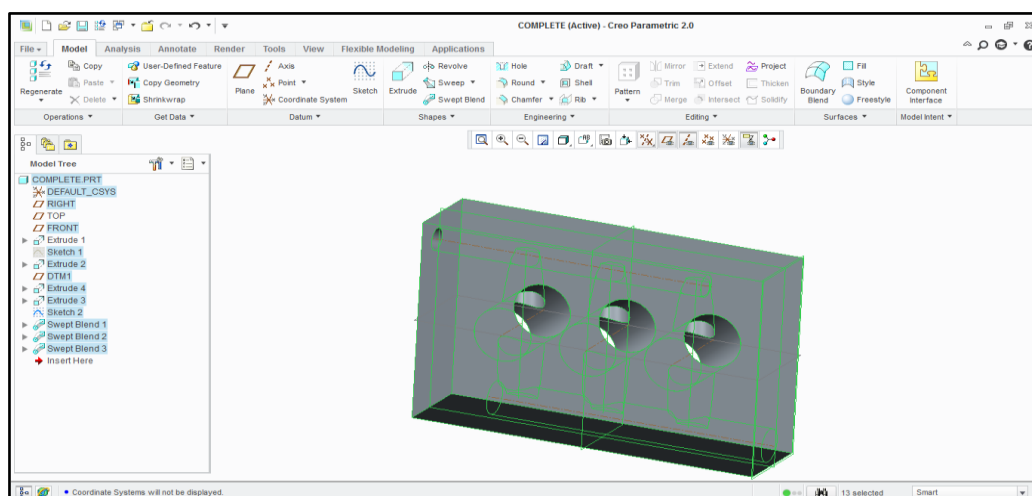 COMPLETE (Active) - Creo Parametric 2.0
File Model Analysis Annotate Render Tools View Flexible Modeling Applications
Regenerate Copy Paste Delete User-Defined Feature Copy Geometry Shrinkwrap Plane Axis Point Coordinate System Sketch Extrude Revolve Sweep Swept Blend Hole Round Chamfer Draft Shell Rib Pattern Mirror Trim Merge Extend Offset Intersect Project Thicken Solidify Boundary Blend Fill Style Freestyle Component Interface
Operations Get Data Datum Shapes Engineering Editing Surfaces Model Intent
Model Tree
COMPLETE.PRT
DEFAULT_CSYS
RIGHT
TOP
FRONT
Extrude 1
Sketch 1
Extrude 2
DTM1
Extrude 4
Extrude 3
Sketch 2
Swept Blend 1
Swept Blend 2
Swept Blend 3
Insert Here
• Coordinate Systems will not be displayed.
13 selected
Smart